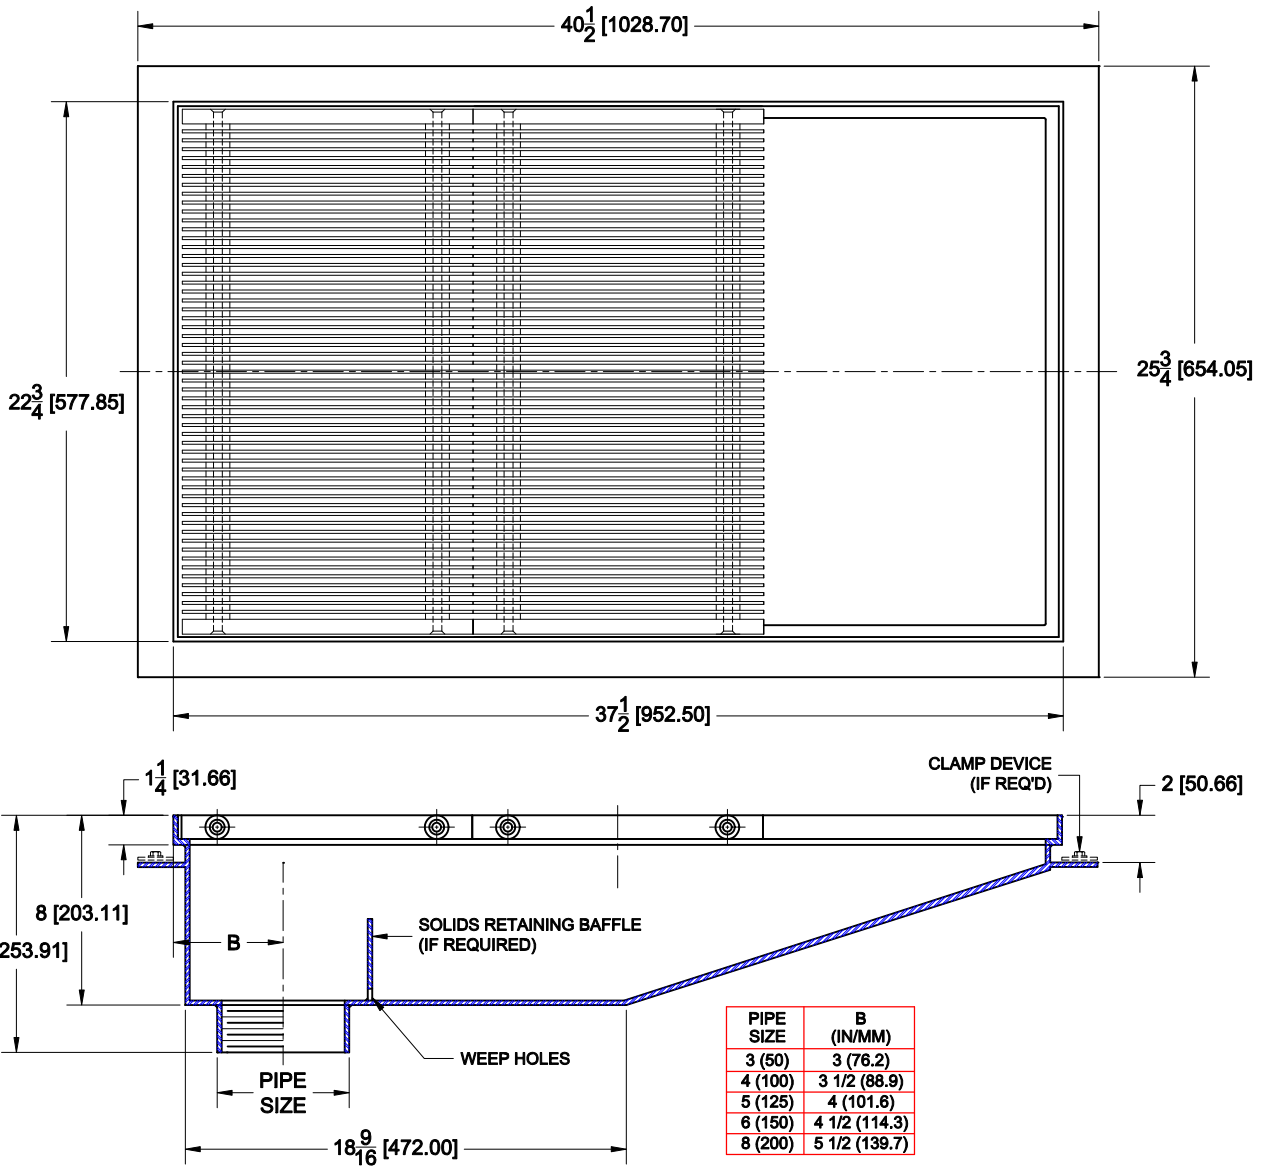 40 1/2 [1028.70]
22 3/4 [577.85]
25 3/4 [654.05]
37 1/2 [952.50]
1 1/4 [31.66]
CLAMP DEVICE
(IF REQ'D)
2 [50.66]
8 [203.11]
253.91]
B
SOLIDS RETAINING BAFFLE
(IF REQUIRED)
WEEP HOLES
PIPE
SIZE
18 9/16 [472.00]
PIPE SIZE B (IN/MM)
3 (50) 3 (76.2)
4 (100) 3 1/2 (88.9)
5 (125) 4 (101.6)
6 (150) 4 1/2 (114.3)
8 (200) 5 1/2 (139.7)